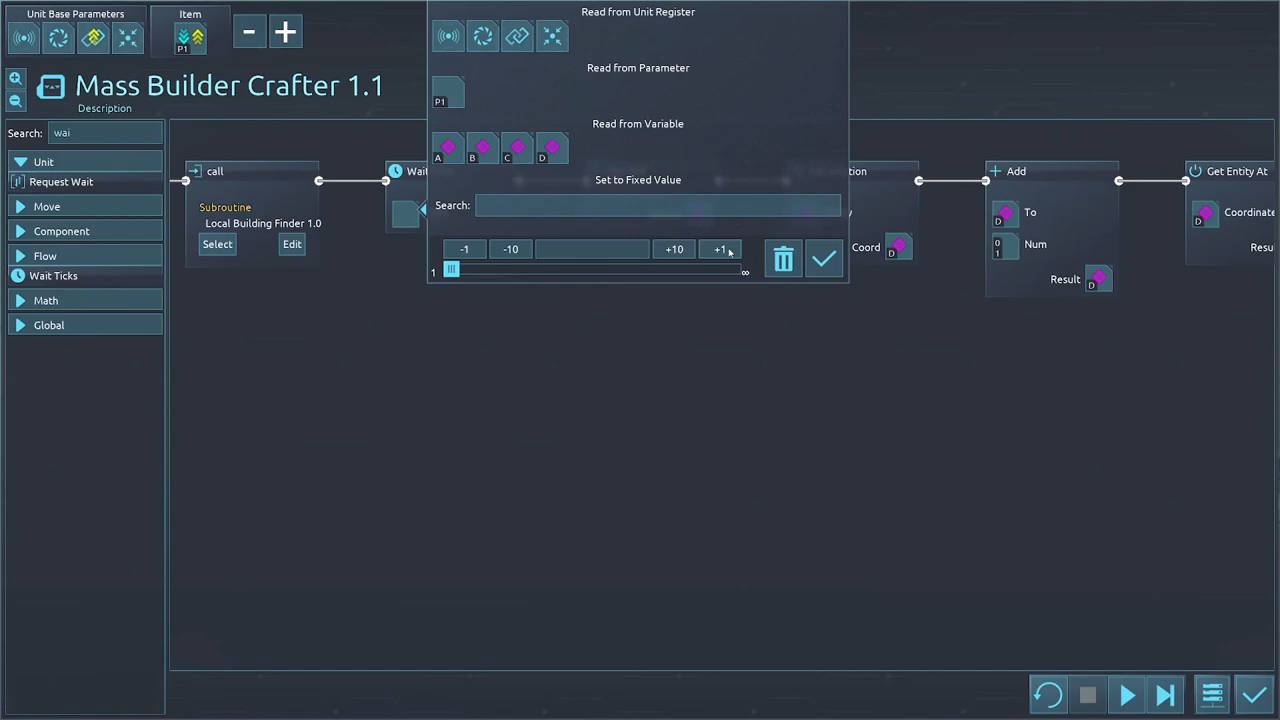 Unit Base Parameters
Item
P1
- +
Mass Builder Crafter 1.1
Description
Search: wai
Unit
Request Wait
Move
Component
Flow
Wait Ticks
Math
Global
call
Subroutine
Local Building Finder 1.0
Select Edit
Read from Unit Register
Read from Parameter
P1
Read from Variable
A B C D
Set to Fixed Value
Search:
-1 -10 +10 +1
1 ∞
Coord D
Add
D To
0
1 Num
Result D
Get Entity At
D Coordinate
Resu